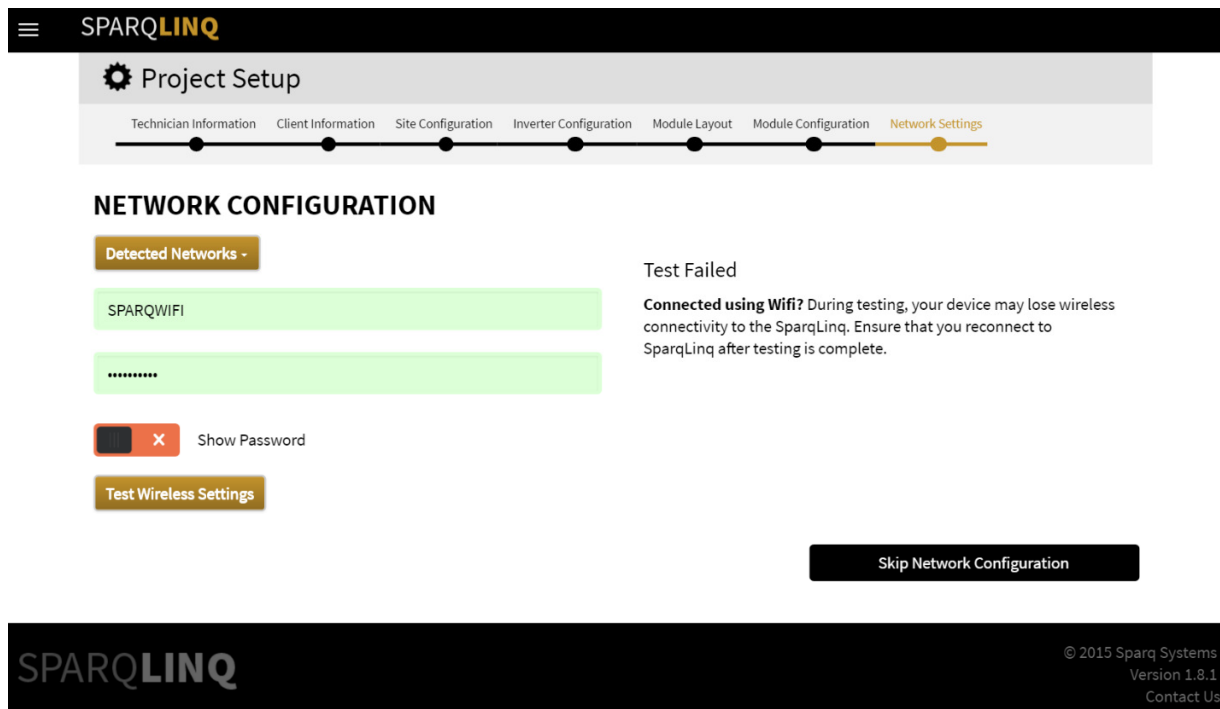 SPARQLINQ
Project Setup
Technician Information Client Information Site Configuration Inverter Configuration Module Layout Module Configuration Network Settings
NETWORK CONFIGURATION
Detected Networks
SPARQWIFI
••••••••••
Show Password
Test Wireless Settings
Test Failed
Connected using Wifi? During testing, your device may lose wireless
connectivity to the SparqLinq. Ensure that you reconnect to
SparqLinq after testing is complete.
Skip Network Configuration
SPARQLINQ
© 2015 Sparq Systems
Version 1.8.1
Contact Us